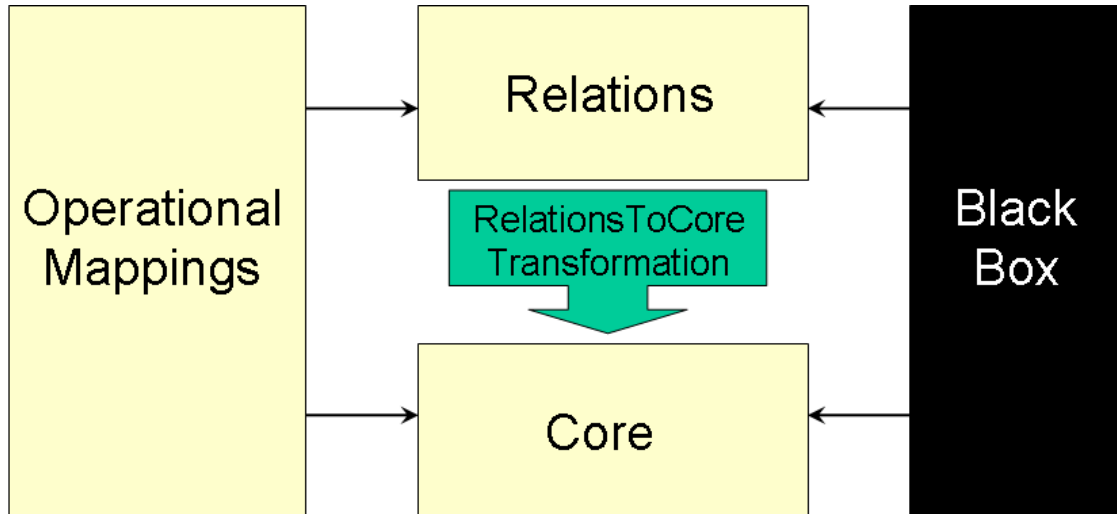 Operational
Mappings
Relations
RelationsToCore
Transformation
Core
Black
Box